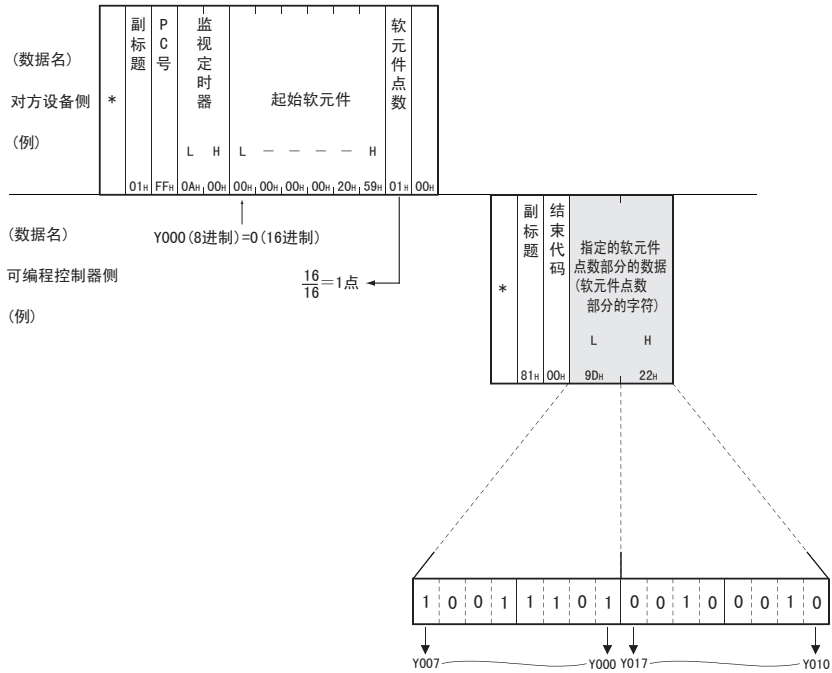 (数据名)
对方设备侧
(例)
*
副标题
PC号
监视定时器
L H
起始软元件
L － － － － H
软元件点数
01H FFH 0AH 00H 00H 00H 00H 00H 20H 59H 01H 00H
(数据名)
可编程控制器侧
(例)
Y000(8进制)=0(16进制)
16/16=1点
*
副标题
结束代码
指定的软元件
点数部分的数据
(软元件点数
部分的字符)
L H
81H 00H 9DH 22H
1 0 0 1 1 1 0 1 0 0 1 0 0 0 1 0
Y007 Y000 Y017 Y010